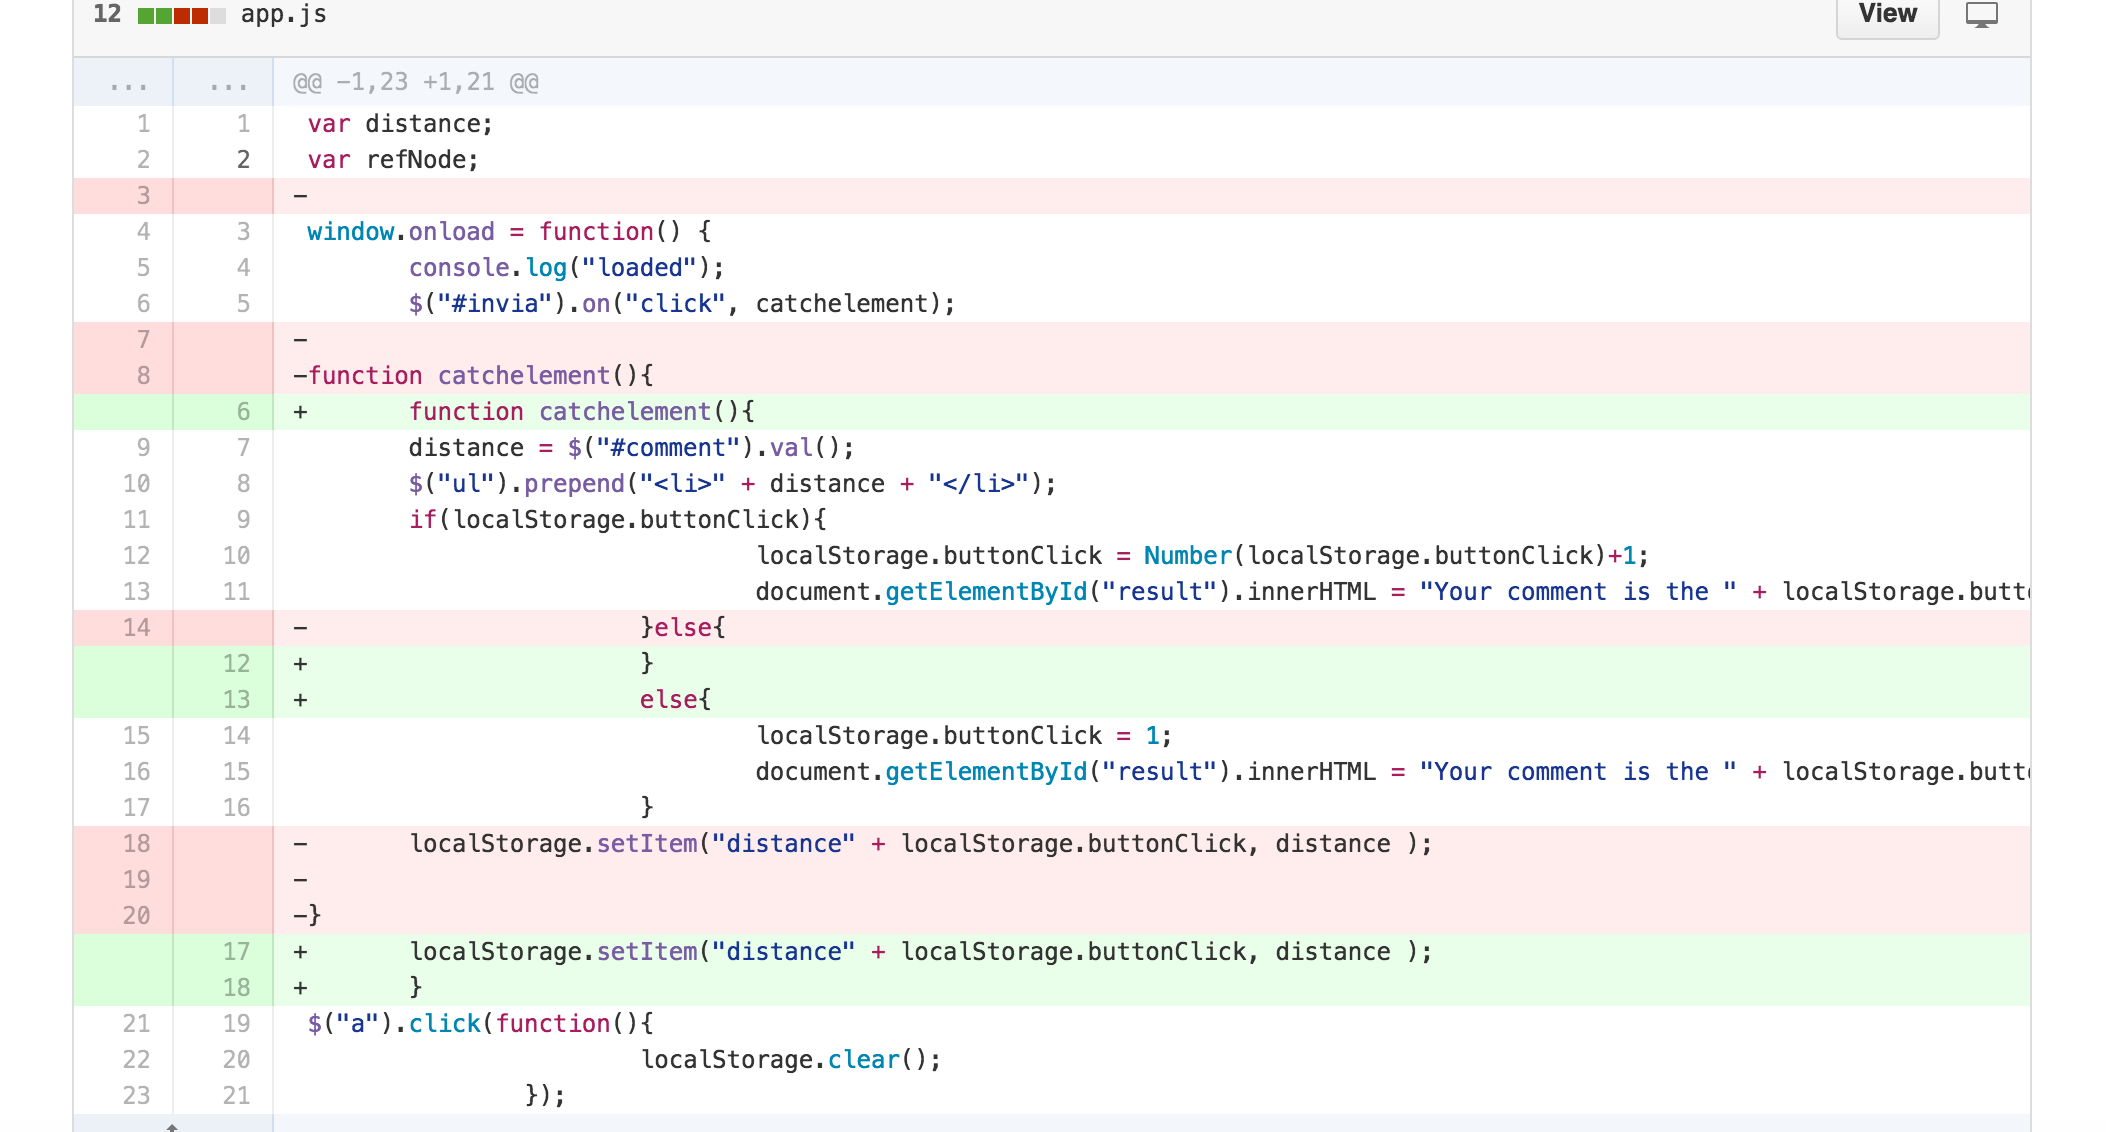 12 app.js View
... ... @@ -1,23 +1,21 @@
1 1 var distance;
2 2 var refNode;
3 -
4 3 window.onload = function() {
5 4 console.log("loaded");
6 5 $("#invia").on("click", catchelement);
7 -
8 -function catchelement(){
6 + function catchelement(){
9 7 distance = $("#comment").val();
10 8 $("ul").prepend("<li>" + distance + "</li>");
11 9 if(localStorage.buttonClick){
12 10 localStorage.buttonClick = Number(localStorage.buttonClick)+1;
13 11 document.getElementById("result").innerHTML = "Your comment is the " + localStorage.butt
14 - }else{
12 + }
13 + else{
15 14 localStorage.buttonClick = 1;
16 15 document.getElementById("result").innerHTML = "Your comment is the " + localStorage.butt
17 16 }
18 - localStorage.setItem("distance" + localStorage.buttonClick, distance );
19 -
20 -}
17 + localStorage.setItem("distance" + localStorage.buttonClick, distance );
18 + }
21 19 $("a").click(function(){
22 20 localStorage.clear();
23 21 });